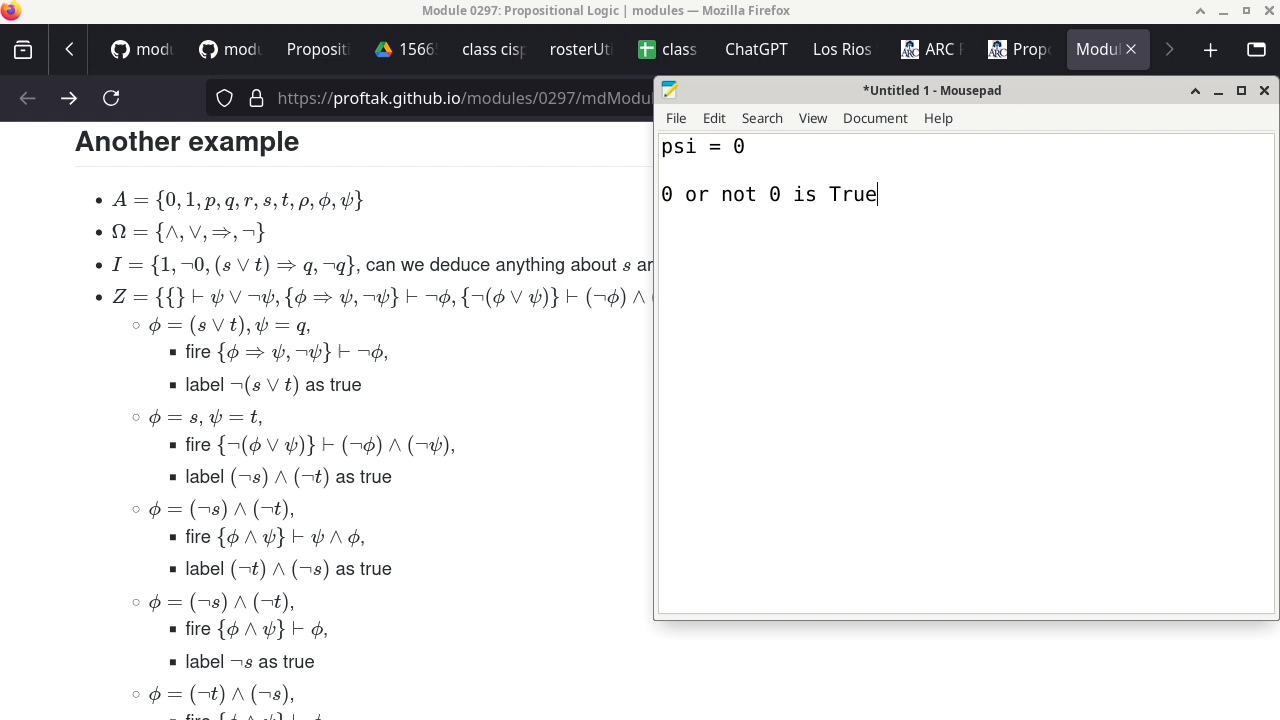 Module 0297: Propositional Logic | modules — Mozilla Firefox
modu modu Propositi 1566 class cisp rosterUti class ChatGPT Los Rios ARC F Prop Modul
https://proftak.github.io/modules/0297/mdModu
Another example
A = {0, 1, p, q, r, s, t, ρ, ϕ, ψ}
Ω = {∧, ∨, ⇒, ¬}
I = {1, ¬0, (s ∨ t) ⇒ q, ¬q}, can we deduce anything about s
Z = {{} ⊢ ψ ∨ ¬ψ, {ϕ ⇒ ψ, ¬ψ} ⊢ ¬ϕ, {¬(ϕ ∨ ψ)} ⊢ (¬ϕ) ∧
ϕ = (s ∨ t), ψ = q,
fire {ϕ ⇒ ψ, ¬ψ} ⊢ ¬ϕ,
label ¬(s ∨ t) as true
ϕ = s, ψ = t,
fire {¬(ϕ ∨ ψ)} ⊢ (¬ϕ) ∧ (¬ψ),
label (¬s) ∧ (¬t) as true
ϕ = (¬s) ∧ (¬t),
fire {ϕ ∧ ψ} ⊢ ψ ∧ ϕ,
label (¬t) ∧ (¬s) as true
ϕ = (¬s) ∧ (¬t),
fire {ϕ ∧ ψ} ⊢ ϕ,
label ¬s as true
ϕ = (¬t) ∧ (¬s),
*Untitled 1 - Mousepad
File Edit Search View Document Help
psi = 0
0 or not 0 is True